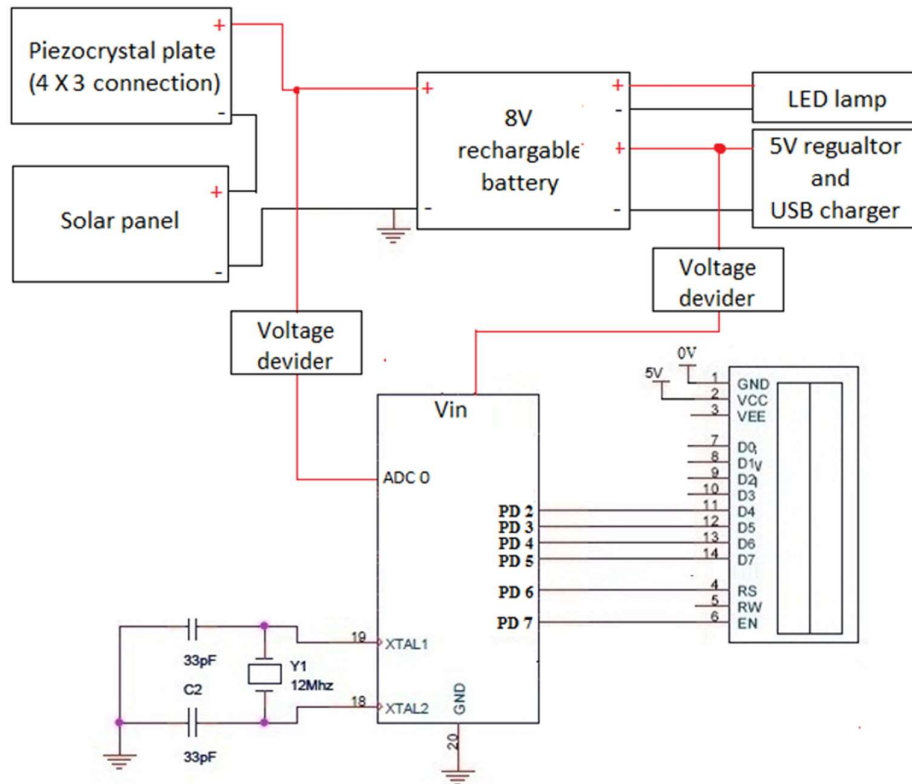 Piezocrystal plate
(4 X 3 connection)
+
-
Solar panel
+
-
+
-
8V
rechargable
battery
+
-
+
-
LED lamp
5V regualtor
and
USB charger
Voltage
devider
Voltage
devider
Vin
ADC 0
PD 2
PD 3
PD 4
PD 5
PD 6
PD 7
19
XTAL1
18
XTAL2
GND
20
33pF
C2
33pF
Y1
12Mhz
0V
5V
1 GND
2 VCC
3 VEE
7 D0
8 D1
9 D2
10 D3
11 D4
12 D5
13 D6
14 D7
4 RS
5 RW
6 EN